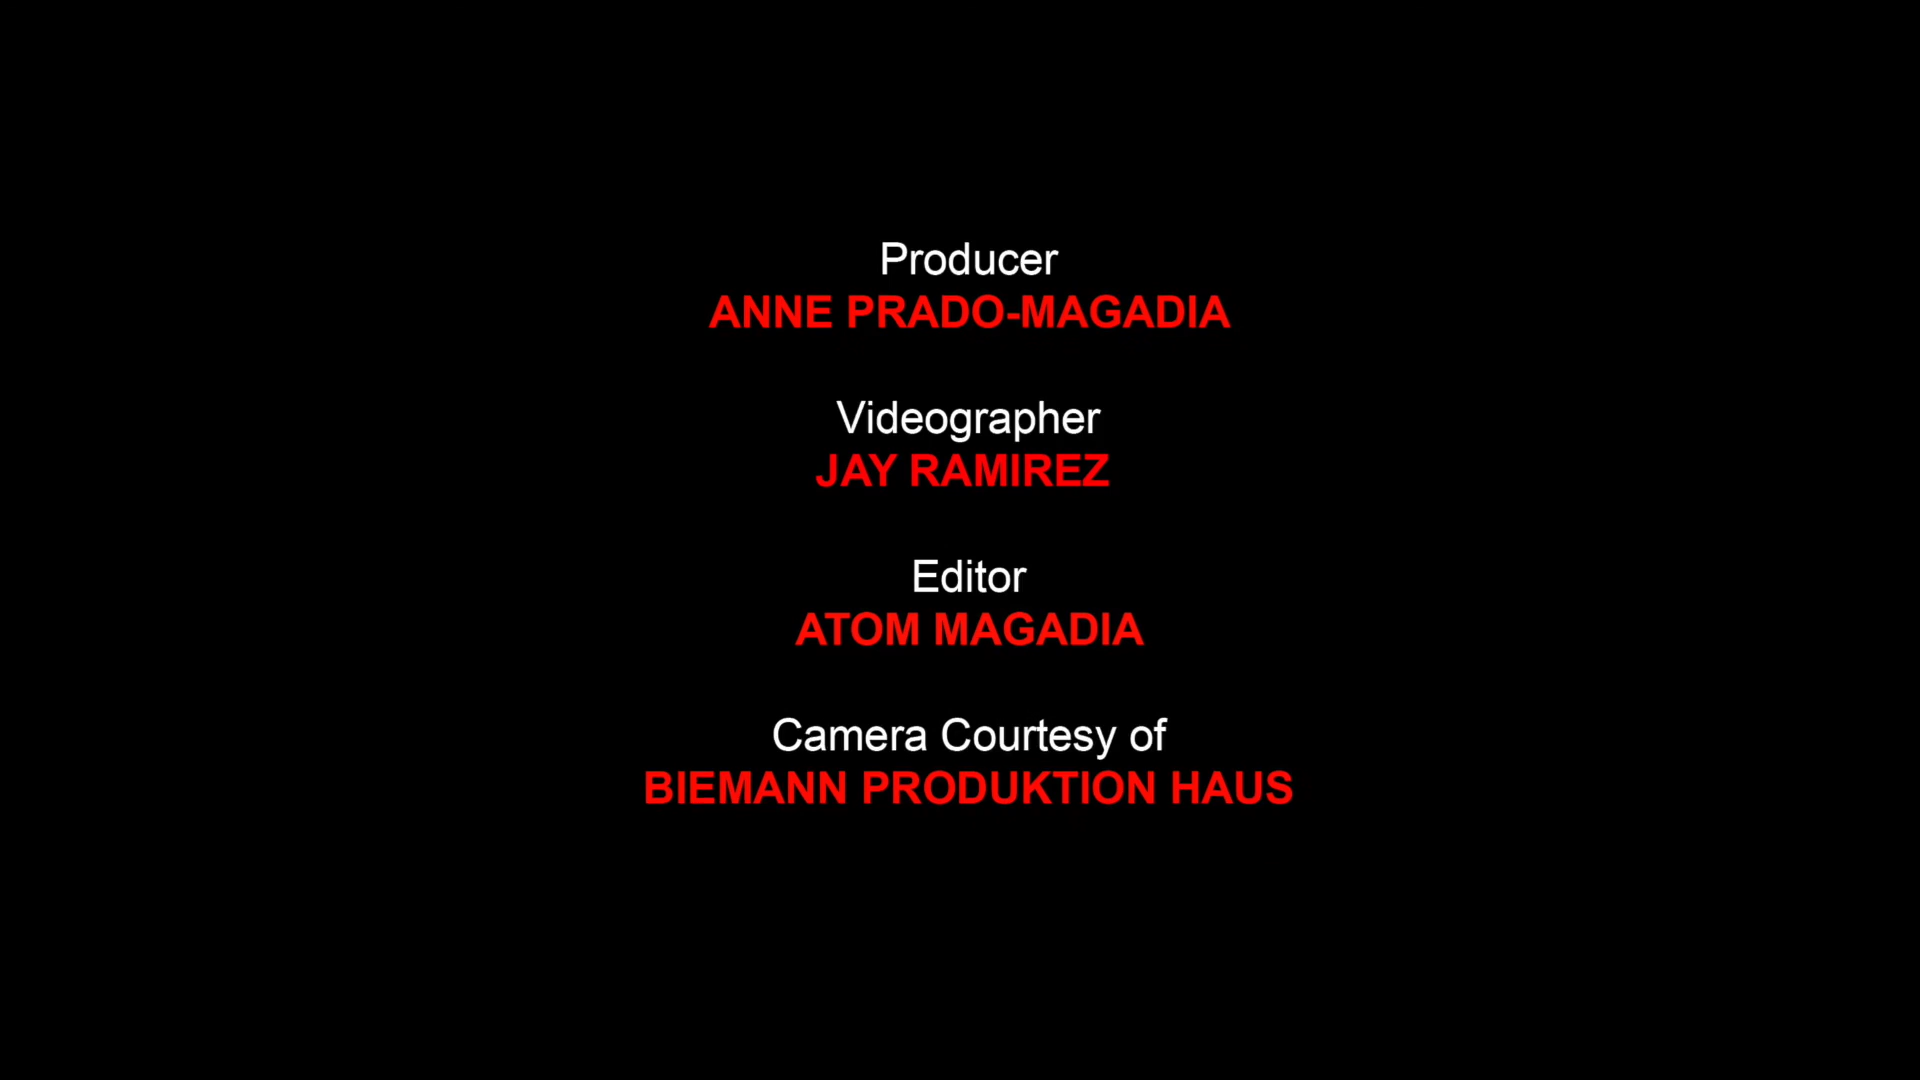 Producer
ANNE PRADO-MAGADIA
Videographer
JAY RAMIREZ
Editor
ATOM MAGADIA
Camera Courtesy of
BIEMANN PRODUKTION HAUS